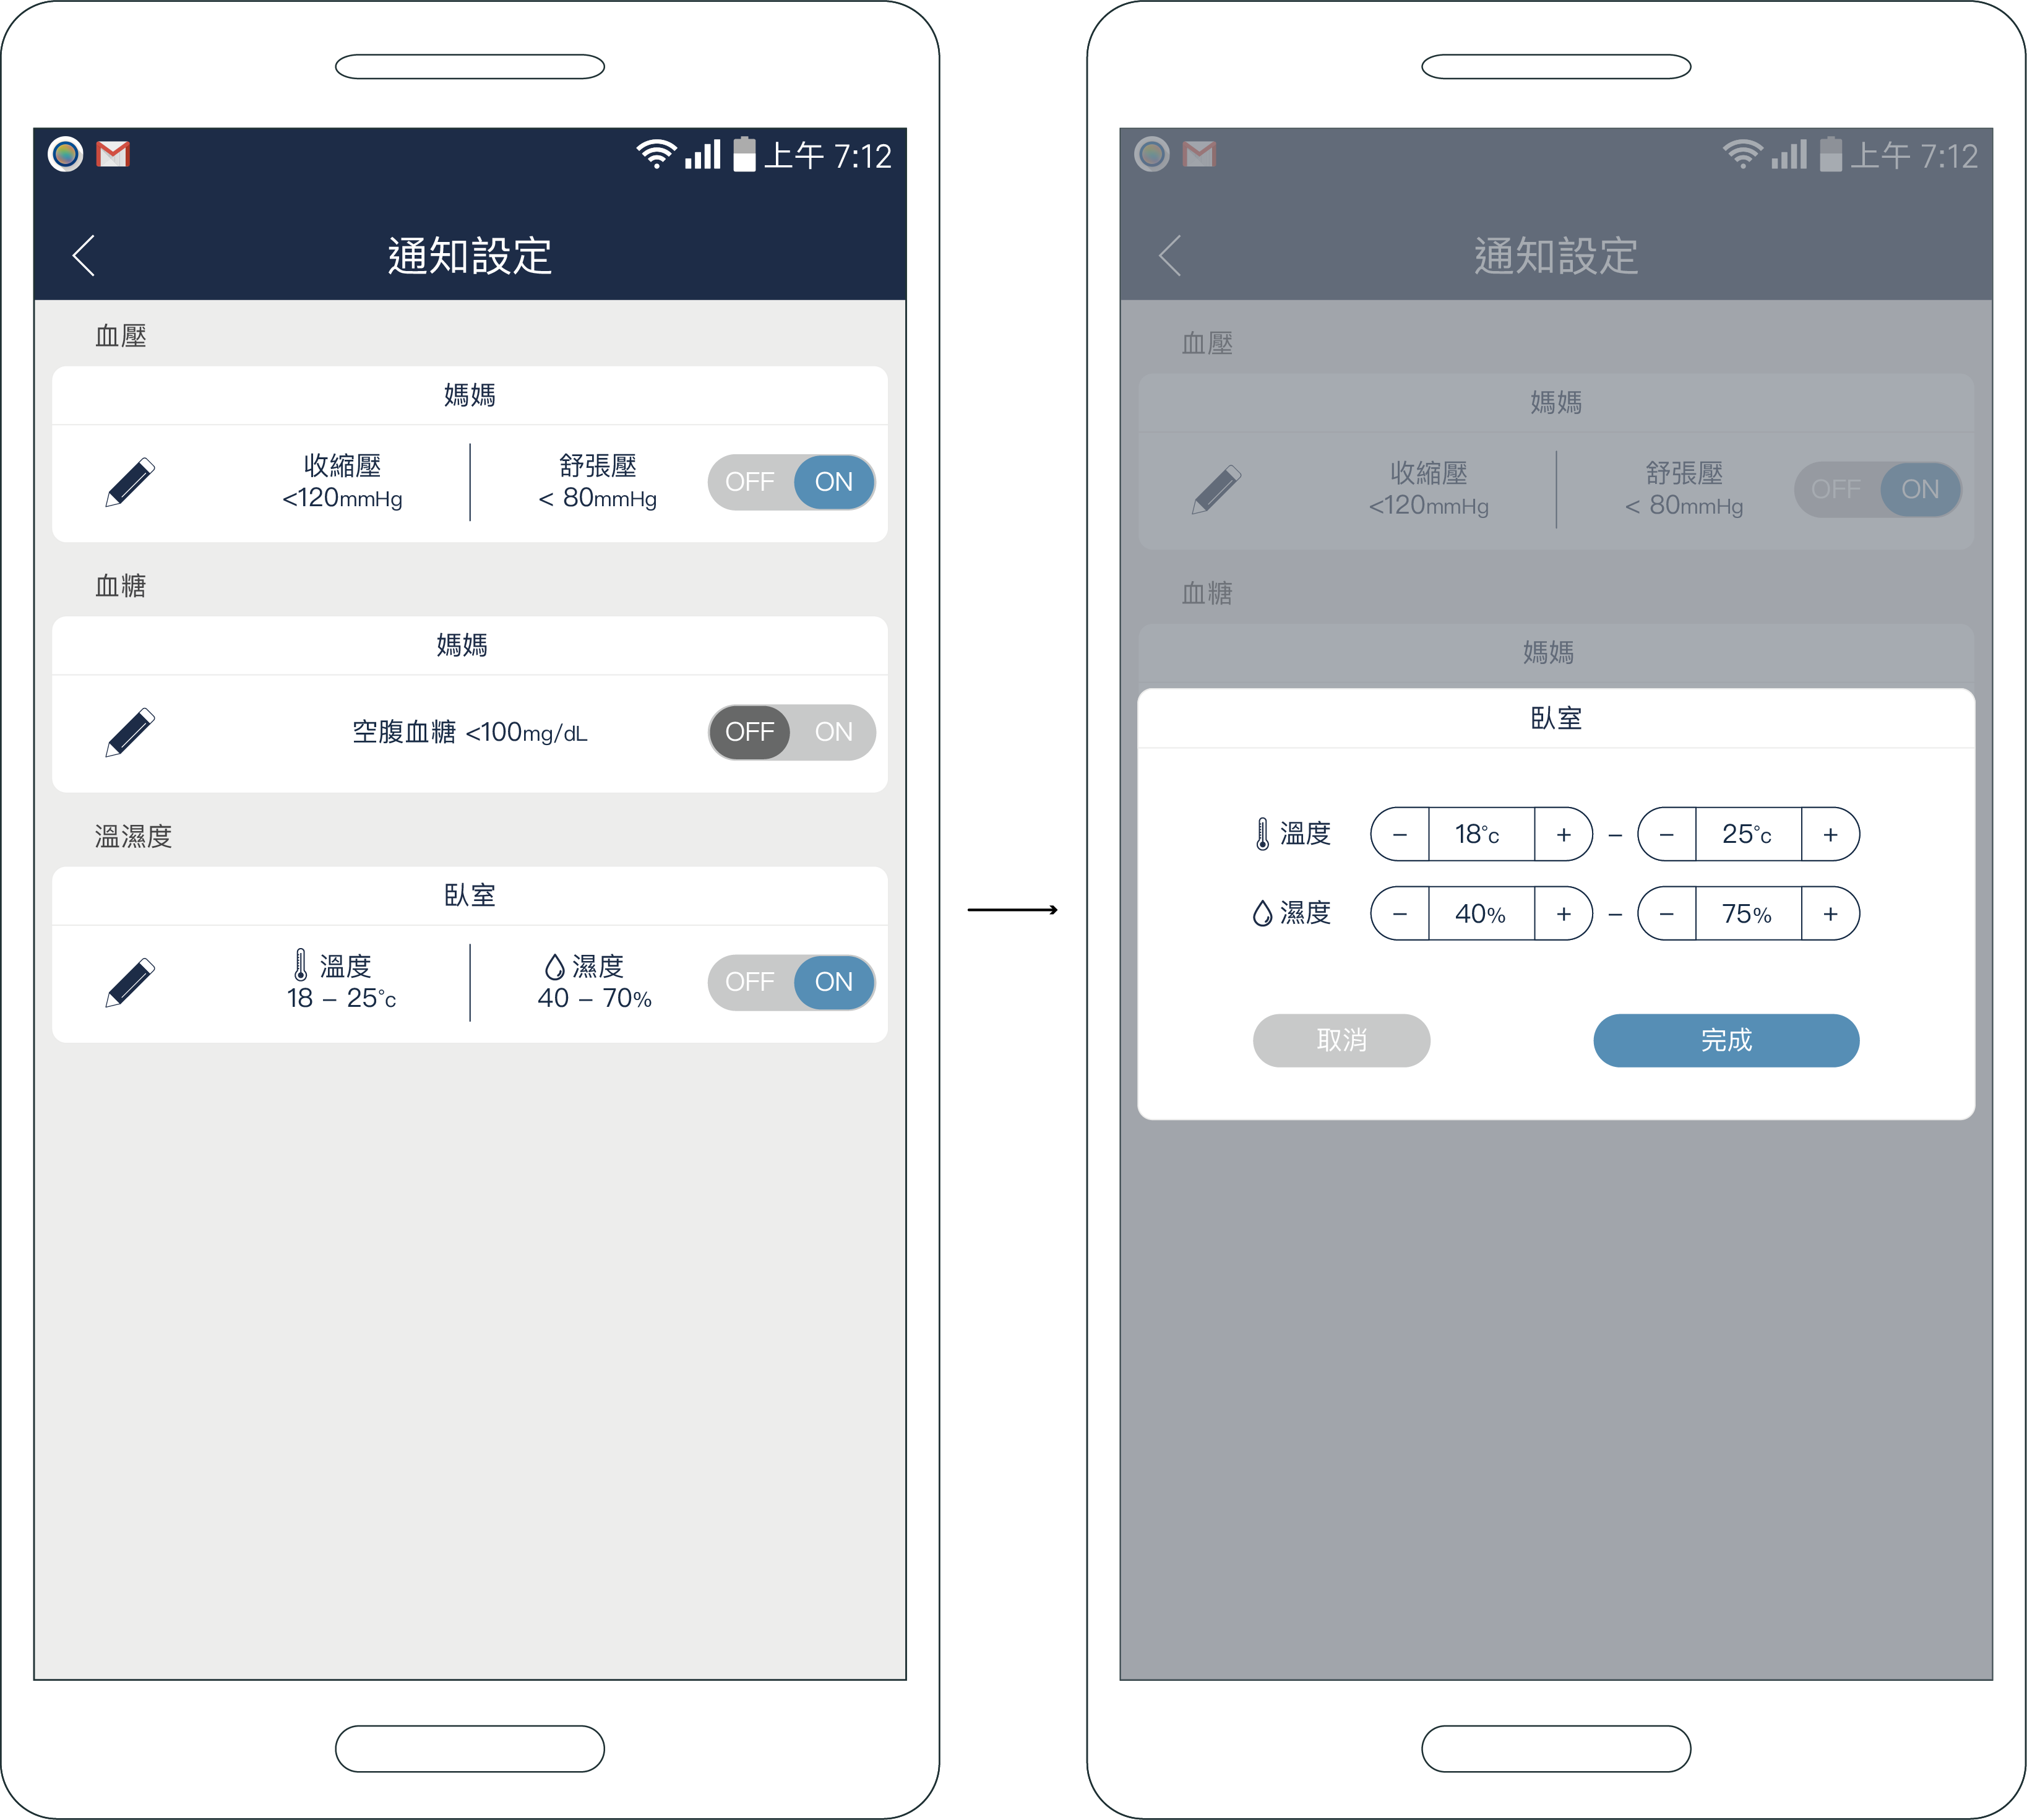 上午 7:12
通知設定
血壓
媽媽
收縮壓 舒張壓 OFF ON
<120mmHg < 80mmHg
血糖
媽媽
空腹血糖 <100mg/dL OFF ON
溫濕度
臥室
溫度 濕度 OFF ON
18 – 25°c 40 – 70%
上午 7:12
通知設定
血壓
媽媽
收縮壓 舒張壓 OFF ON
<120mmHg < 80mmHg
血糖
媽媽
臥室
溫度 – 18°c + – – 25°c +
濕度 – 40% + – – 75% +
取消 完成